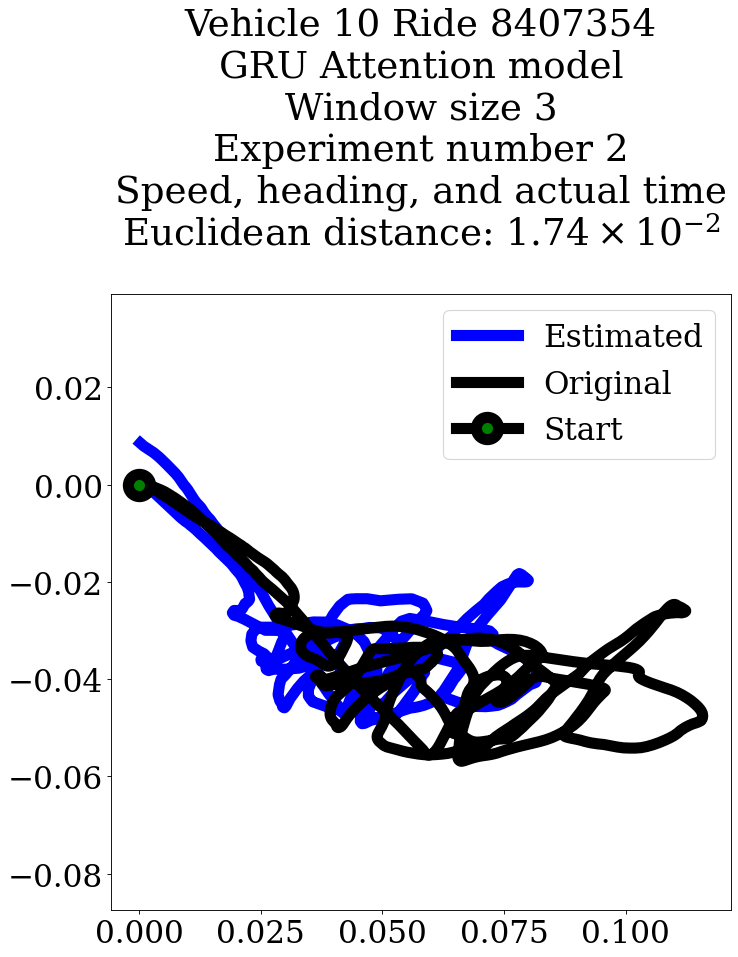 Vehicle 10 Ride 8407354
GRU Attention model
Window size 3
Experiment number 2
Speed, heading, and actual time
Euclidean distance: 1.74 × 10⁻²
Estimated
Original
Start
0.02
0.00
−0.02
−0.04
−0.06
−0.08
0.000 0.025 0.050 0.075 0.100